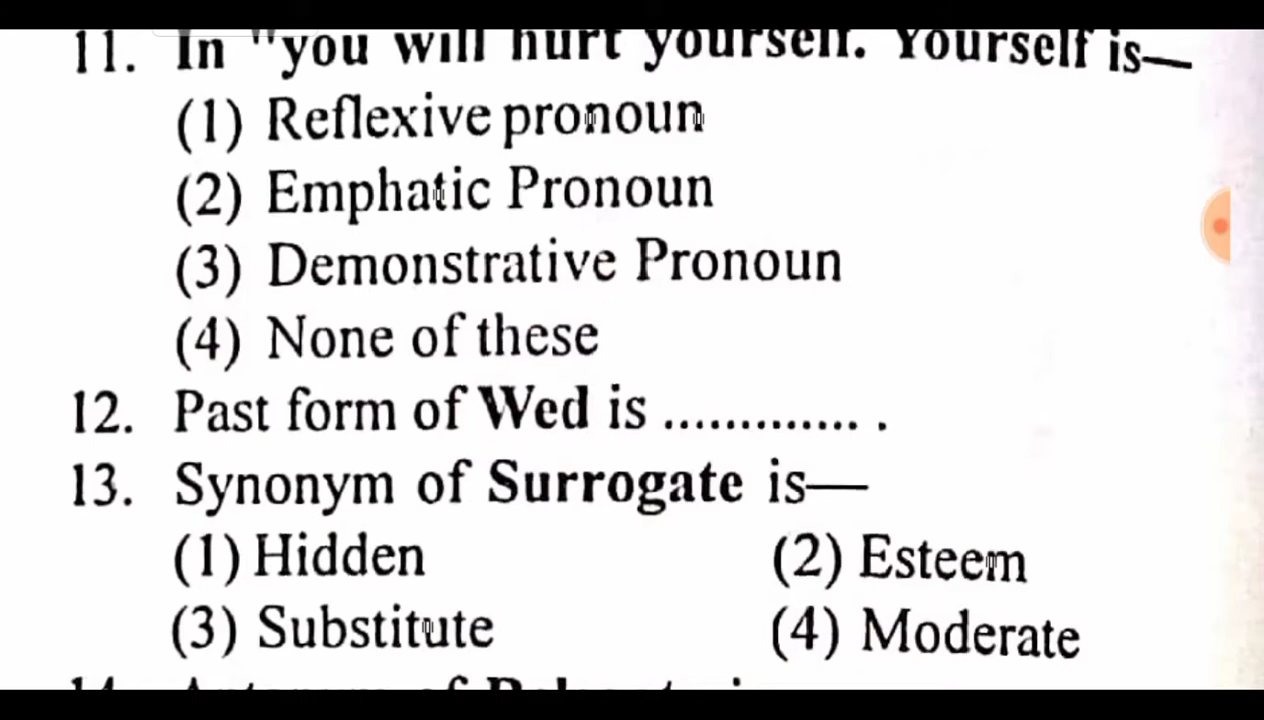 11. In "you will hurt yourself. Yourself is—
(1) Reflexive pronoun
(2) Emphatic Pronoun
(3) Demonstrative Pronoun
(4) None of these
12. Past form of Wed is ............. .
13. Synonym of Surrogate is—
(1) Hidden (2) Esteem
(3) Substitute (4) Moderate